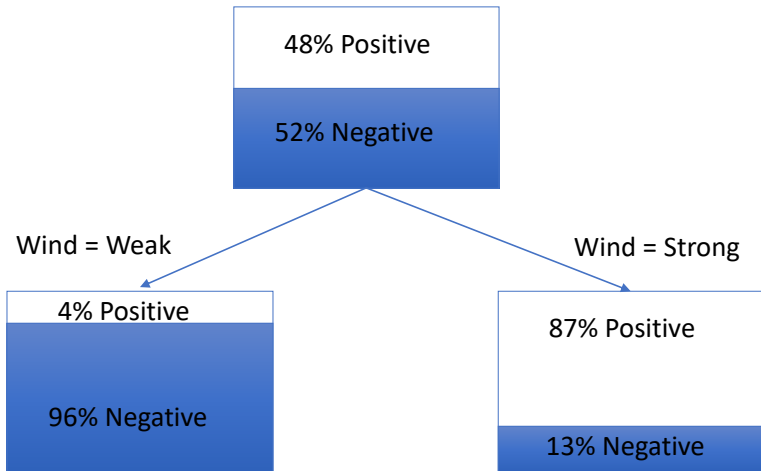 48% Positive
52% Negative
Wind = Weak
Wind = Strong
4% Positive
87% Positive
96% Negative
13% Negative